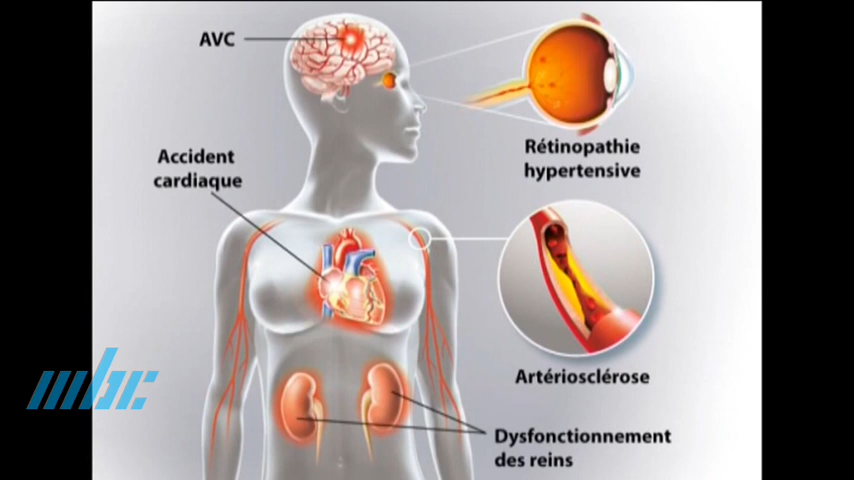 AVC
Rétinopathie
hypertensive
Accident
cardiaque
Artériosclérose
mbc
Dysfonctionnement
des reins